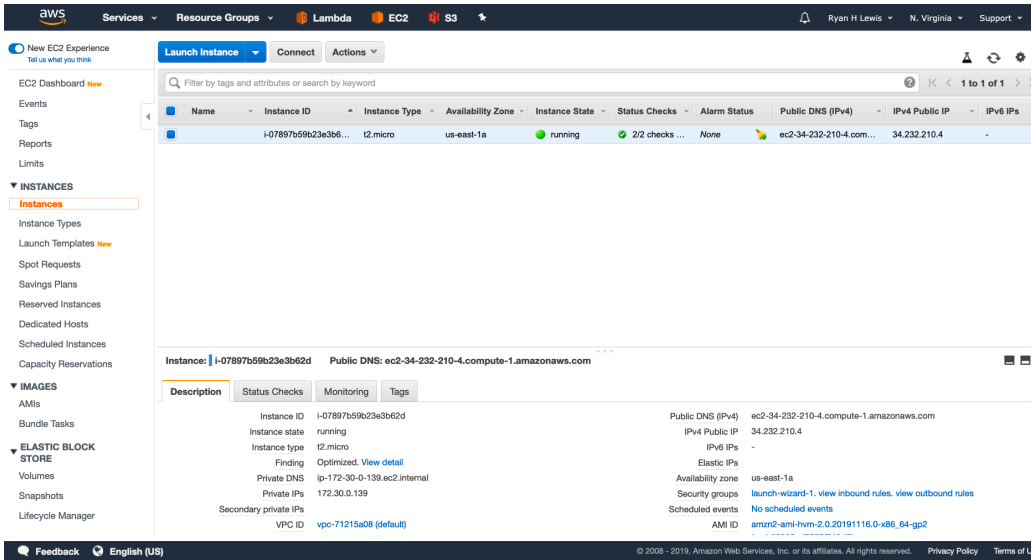 aws Services Resource Groups Lambda EC2 S3 Ryan H Lewis N. Virginia Support
New EC2 Experience
Tell us what you think
EC2 Dashboard New
Events
Tags
Reports
Limits
INSTANCES
Instances
Instance Types
Launch Templates New
Spot Requests
Savings Plans
Reserved Instances
Dedicated Hosts
Scheduled Instances
Capacity Reservations
IMAGES
AMIs
Bundle Tasks
ELASTIC BLOCK
STORE
Volumes
Snapshots
Lifecycle Manager
Launch Instance Connect Actions
Filter by tags and attributes or search by keyword 1 to 1 of 1
Name Instance ID Instance Type Availability Zone Instance State Status Checks Alarm Status Public DNS (IPv4) IPv4 Public IP IPv6 IPs
i-07897b59b23e3b6... t2.micro us-east-1a running 2/2 checks ... None ec2-34-232-210-4.com... 34.232.210.4 -
Instance: i-07897b59b23e3b62d Public DNS: ec2-34-232-210-4.compute-1.amazonaws.com
Description Status Checks Monitoring Tags
Instance ID i-07897b59b23e3b62d Public DNS (IPv4) ec2-34-232-210-4.compute-1.amazonaws.com
Instance state running IPv4 Public IP 34.232.210.4
Instance type t2.micro IPv6 IPs -
Finding Optimized. View detail Elastic IPs
Private DNS ip-172-30-0-139.ec2.internal Availability zone us-east-1a
Private IPs 172.30.0.139 Security groups launch-wizard-1. view inbound rules. view outbound rules
Secondary private IPs Scheduled events No scheduled events
VPC ID vpc-71215a08 (default) AMI ID amzn2-ami-hvm-2.0.20191116.0-x86_64-gp2
Feedback English (US) © 2008 - 2019, Amazon Web Services, Inc. or its affiliates. All rights reserved. Privacy Policy Terms of